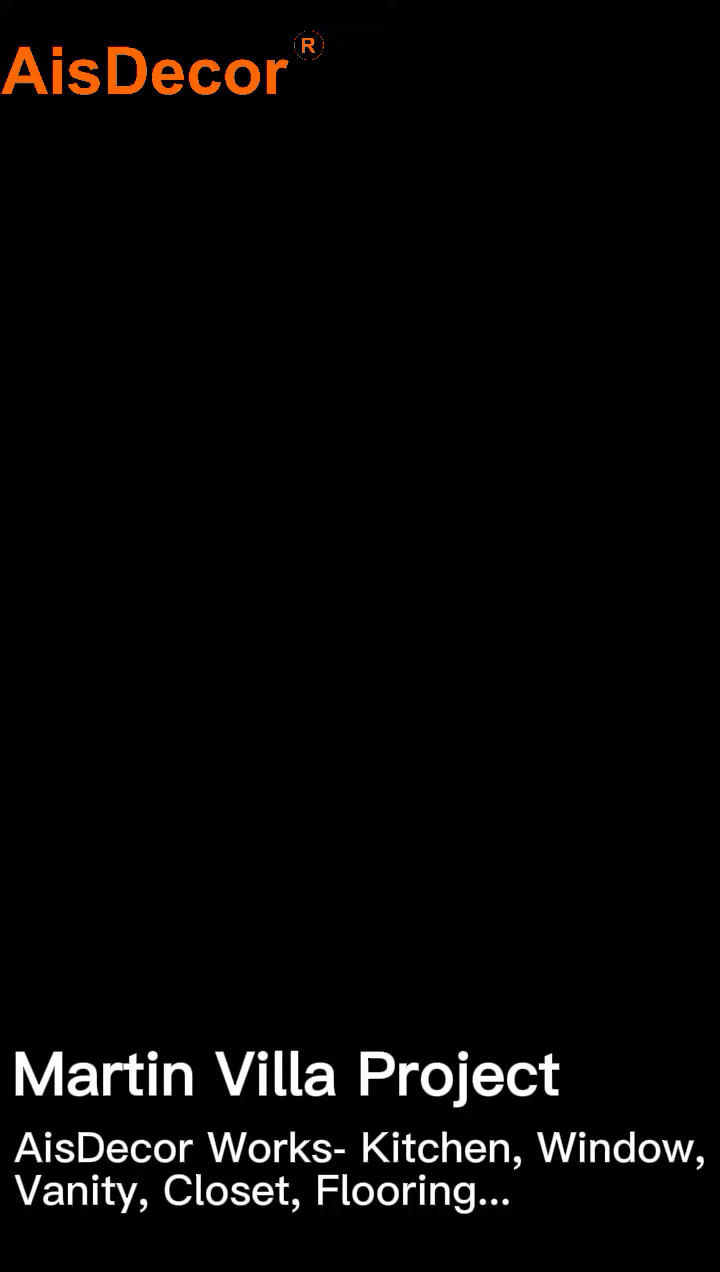 AisDecor®
Martin Villa Project
AisDecor Works- Kitchen, Window,
Vanity, Closet, Flooring...